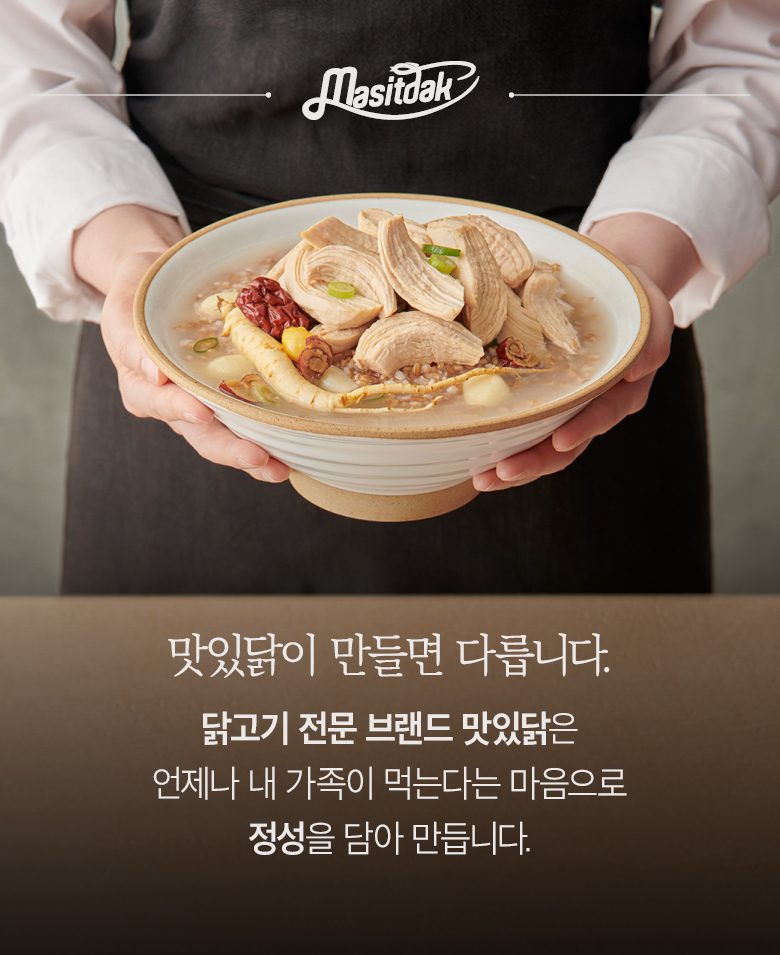 Masitdak
맛있닭이 만들면 다릅니다.
닭고기 전문 브랜드 맛있닭은
언제나 내 가족이 먹는다는 마음으로
정성을 담아 만듭니다.